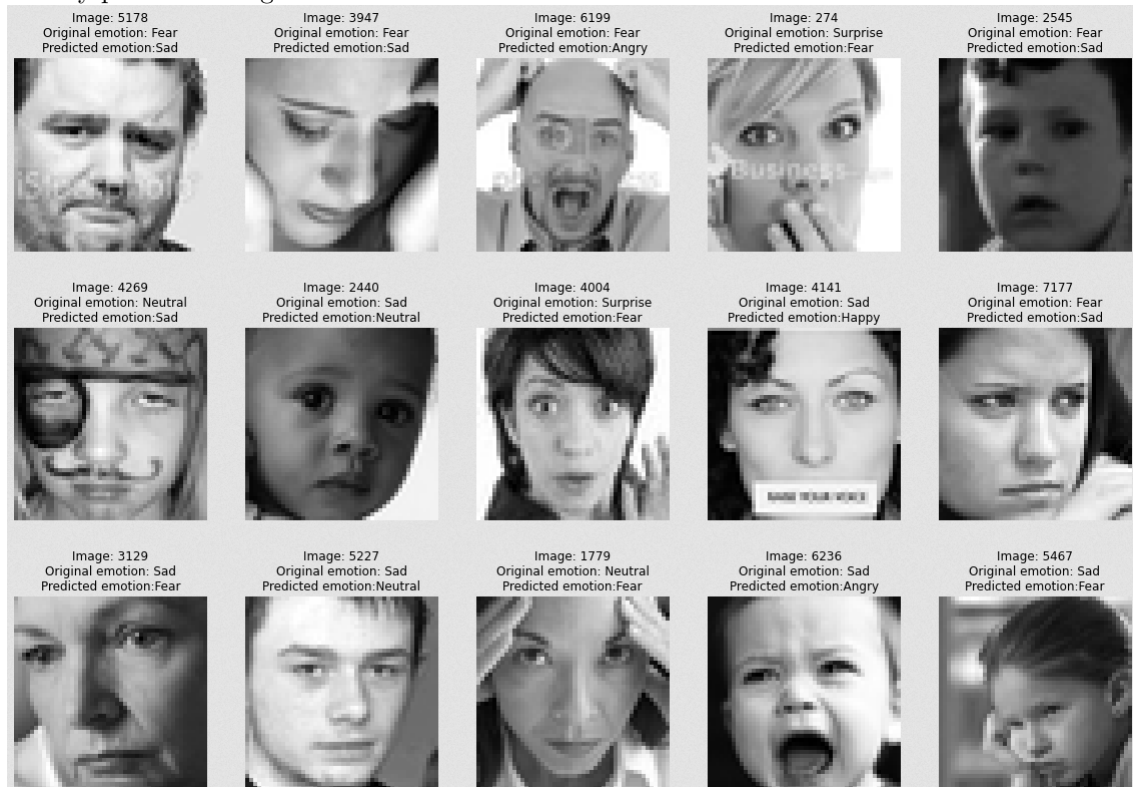 Image: 5178
Original emotion: Fear
Predicted emotion:Sad
Image: 3947
Original emotion: Fear
Predicted emotion:Sad
Image: 6199
Original emotion: Fear
Predicted emotion:Angry
Image: 274
Original emotion: Surprise
Predicted emotion:Fear
Image: 2545
Original emotion: Fear
Predicted emotion:Sad
Business
Image: 4269
Original emotion: Neutral
Predicted emotion:Sad
Image: 2440
Original emotion: Sad
Predicted emotion:Neutral
Image: 4004
Original emotion: Surprise
Predicted emotion:Fear
Image: 4141
Original emotion: Sad
Predicted emotion:Happy
Image: 7177
Original emotion: Fear
Predicted emotion:Sad
YOUR VOICE
Image: 3129
Original emotion: Sad
Predicted emotion:Fear
Image: 5227
Original emotion: Sad
Predicted emotion:Neutral
Image: 1779
Original emotion: Neutral
Predicted emotion:Fear
Image: 6236
Original emotion: Sad
Predicted emotion:Angry
Image: 5467
Original emotion: Sad
Predicted emotion:Fear